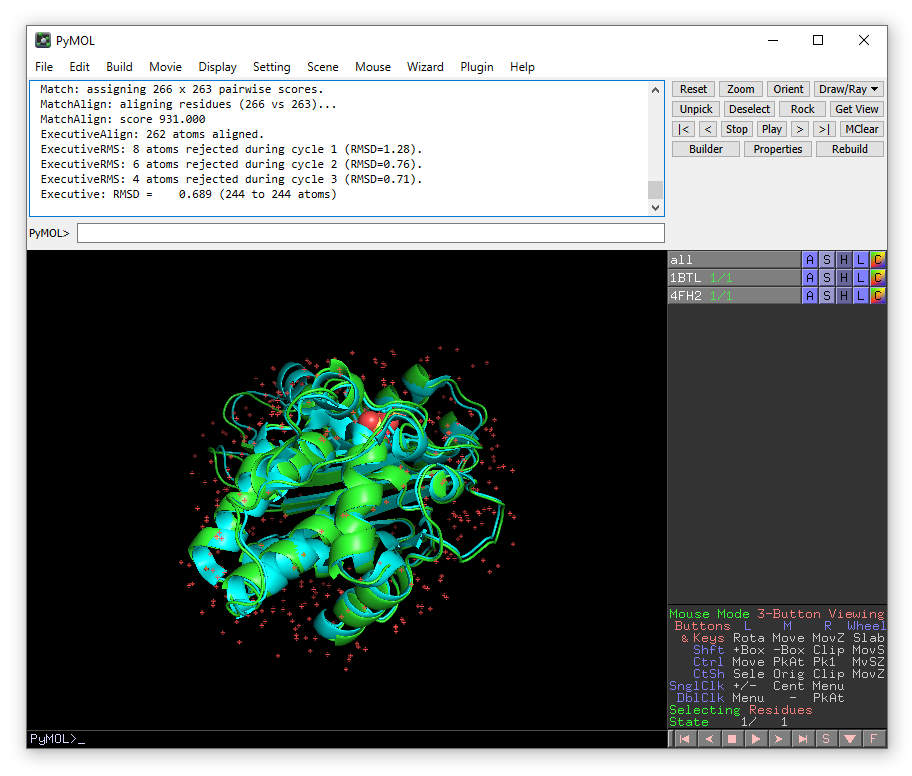 PyMOL
File Edit Build Movie Display Setting Scene Mouse Wizard Plugin Help
Match: assigning 266 x 263 pairwise scores.
MatchAlign: aligning residues (266 vs 263)...
MatchAlign: score 931.000
ExecutiveAlign: 262 atoms aligned.
ExecutiveRMS: 8 atoms rejected during cycle 1 (RMSD=1.28).
ExecutiveRMS: 6 atoms rejected during cycle 2 (RMSD=0.76).
ExecutiveRMS: 4 atoms rejected during cycle 3 (RMSD=0.71).
Executive: RMSD = 0.689 (244 to 244 atoms)
PyMOL>
Reset Zoom Orient Draw/Ray
Unpick Deselect Rock Get View
|< < Stop Play > >| MClear
Builder Properties Rebuild
all A S H L C
1BTL 1/1 A S H L C
4FH2 1/1 A S H L C
Mouse Mode 3-Button Viewing
Buttons L M R Wheel
& Keys Rota Move MovZ Slab
Shft +Box -Box Clip MovS
Ctrl Move PkAt Pk1 MvSZ
CtSh Sele Orig Clip MovZ
SnglClk +/- Cent Menu
DblClk Menu - PkAt
Selecting Residues
State 1/ 1
PyMOL>_
S F